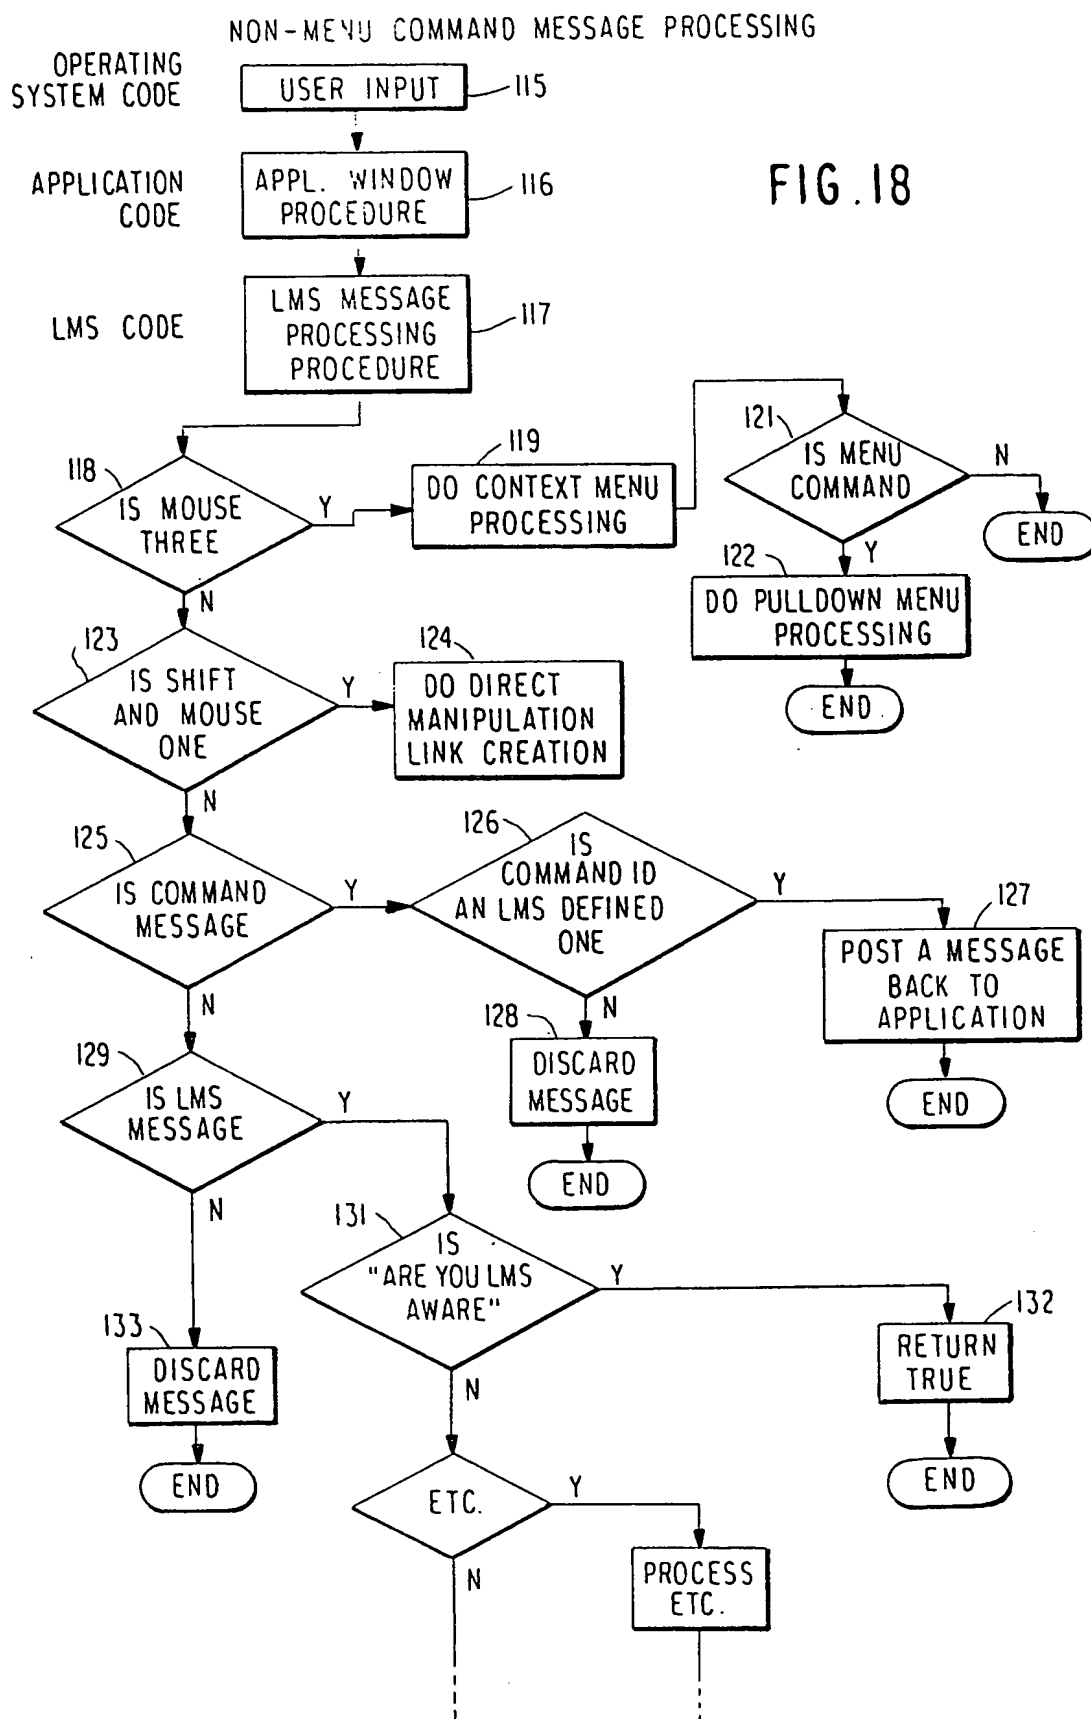 NON-MENU COMMAND MESSAGE PROCESSING
OPERATING
SYSTEM CODE
USER INPUT
115
APPLICATION
CODE
APPL. WINDOW
PROCEDURE
116
FIG.18
LMS CODE
LMS MESSAGE
PROCESSING
PROCEDURE
117
118
IS MOUSE
THREE
Y
N
119
DO CONTEXT MENU
PROCESSING
121
IS MENU
COMMAND
N
END
Y
122
DO PULLDOWN MENU
PROCESSING
END
123
IS SHIFT
AND MOUSE
ONE
Y
N
124
DO DIRECT
MANIPULATION
LINK CREATION
125
IS COMMAND
MESSAGE
Y
N
126
IS
COMMAND ID
AN LMS DEFINED
ONE
Y
N
127
POST A MESSAGE
BACK TO
APPLICATION
END
128
DISCARD
MESSAGE
END
129
IS LMS
MESSAGE
Y
N
131
IS
"ARE YOU LMS
AWARE"
Y
N
132
RETURN
TRUE
END
133
DISCARD
MESSAGE
END
ETC.
Y
N
PROCESS
ETC.